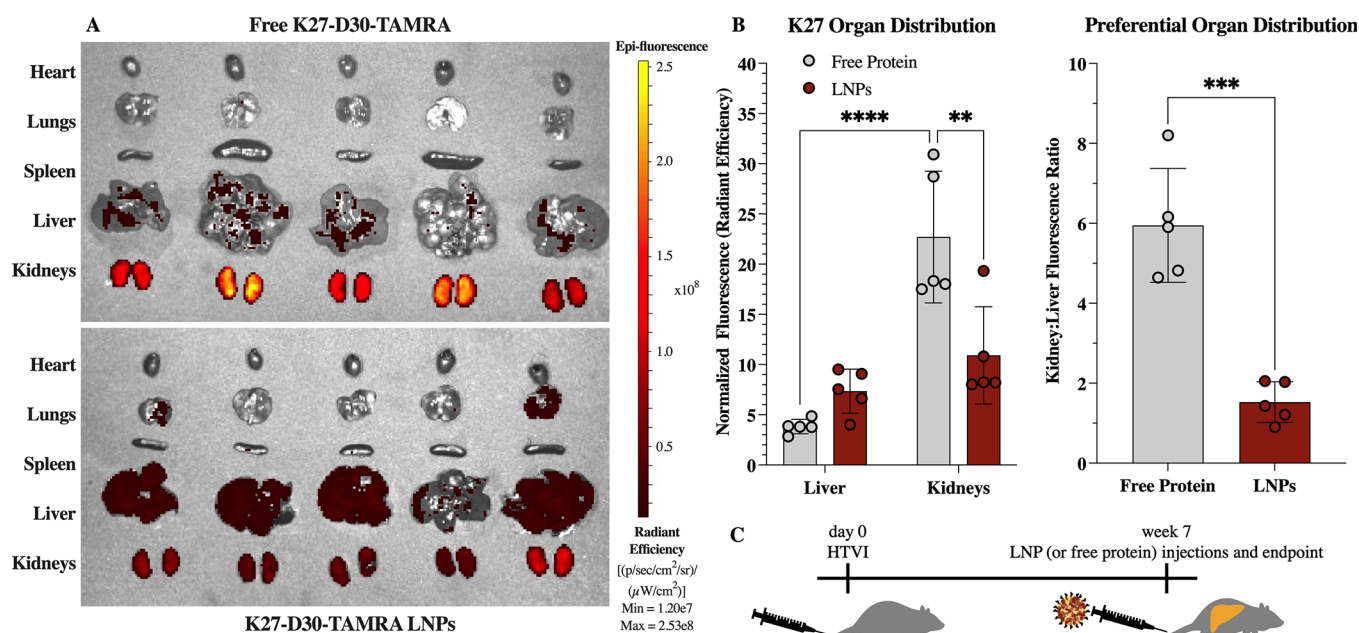 A
Free K27-D30-TAMRA
Heart
Lungs
Spleen
Liver
Kidneys
Heart
Lungs
Spleen
Liver
Kidneys
K27-D30-TAMRA LNPs
Epi-fluorescence
2.5
2.0
1.5
x10⁸
1.0
0.5
Radiant
Efficiency
[(p/sec/cm²/sr)/
(µW/cm²)]
Min = 1.20e7
Max = 2.53e8
B
K27 Organ Distribution
Free Protein
LNPs
Normalized Fluorescence (Radiant Efficiency)
40
35
30
25
20
15
10
5
0
****
**
Liver
Kidneys
Preferential Organ Distribution
Kidney:Liver Fluorescence Ratio
10
8
6
4
2
0
***
Free Protein
LNPs
C
day 0
HTVI
week 7
LNP (or free protein) injections and endpoint